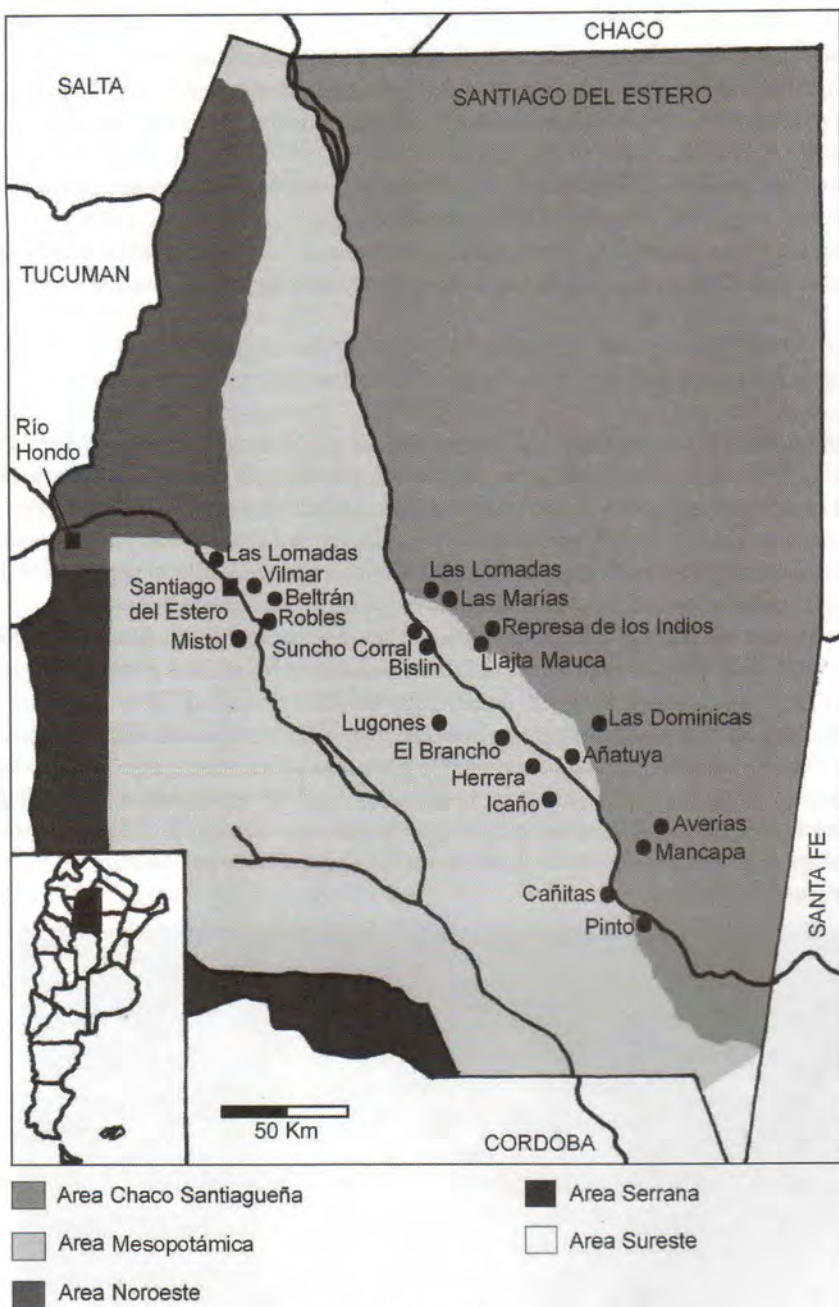 CHACO
SALTA
SANTIAGO DEL ESTERO
TUCUMAN
Río
Hondo
Las Lomadas
Vilmar
Santiago
del Estero
Beltrán
Robles
Mistol
Las Lomadas
Las Marías
Represa de los Indios
Suncho Corral
Llajta Mauca
Bislin
Lugones
Las Dominicas
El Brancho
Añatuya
Herrera
Icaño
Averías
Mancapa
Cañitas
Pinto
SANTA FE
50 Km
CORDOBA
Area Chaco Santiagueña
Area Serrana
Area Mesopotámica
Area Sureste
Area Noroeste